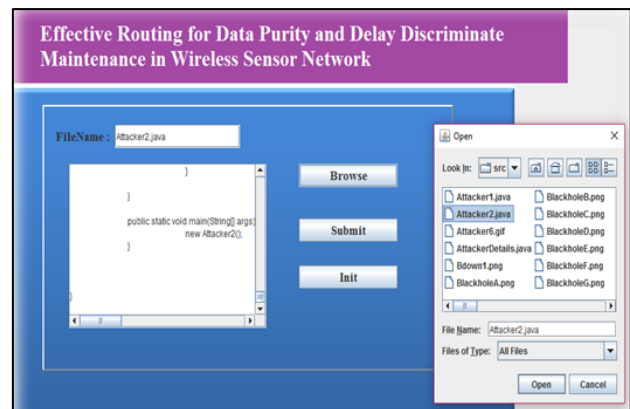 Effective Routing for Data Purity and Delay Discriminate
Maintenance in Wireless Sensor Network
FileName : Attacker2.java
}
}
public static void main(String[] args)
new Attacker2();
}
}
Browse
Submit
Init
Open
Look In: src
Attacker1.java
Attacker2.java
Attacker6.gif
AttackerDetails.java
Bdown1.png
BlackholeA.png
BlackholeB.png
BlackholeC.png
BlackholeD.png
BlackholeE.png
BlackholeF.png
BlackholeG.png
File Name: Attacker2.java
Files of Type: All Files
Open Cancel